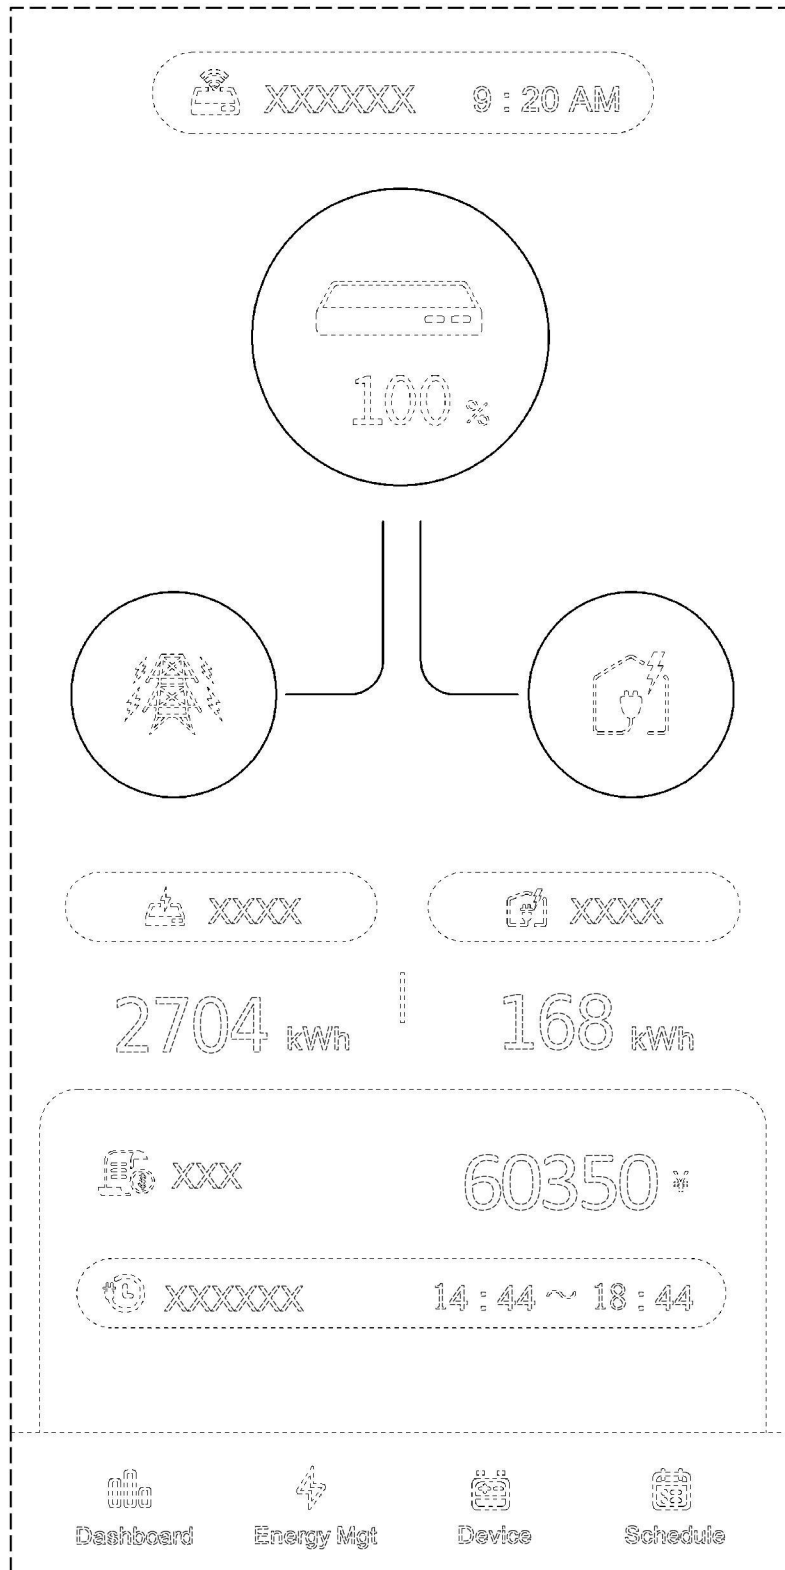 XXXXXX 9 : 20 AM
100 %
XXXX XXXX
2704 kWh 168 kWh
XXX 60350 ¥
XXXXXX 14 : 44 ～ 18 : 44
Dashboard Energy Mgt Device Schedule